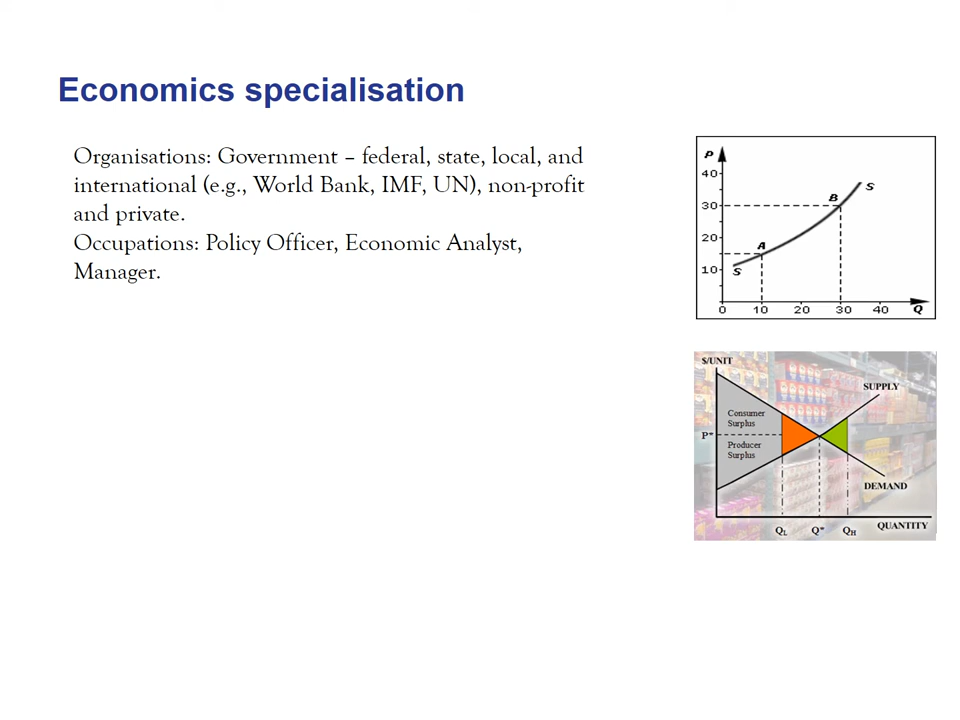 Economics specialisation
Organisations: Government – federal, state, local, and
international (e.g., World Bank, IMF, UN), non-profit
and private.
Occupations: Policy Officer, Economic Analyst,
Manager.
P
40
30
20
10
B
S
A
S
0 10 20 30 40 Q
$/UNIT
SUPPLY
Consumer
Surplus
P*
Producer
Surplus
DEMAND
QUANTITY
QL Q* QH